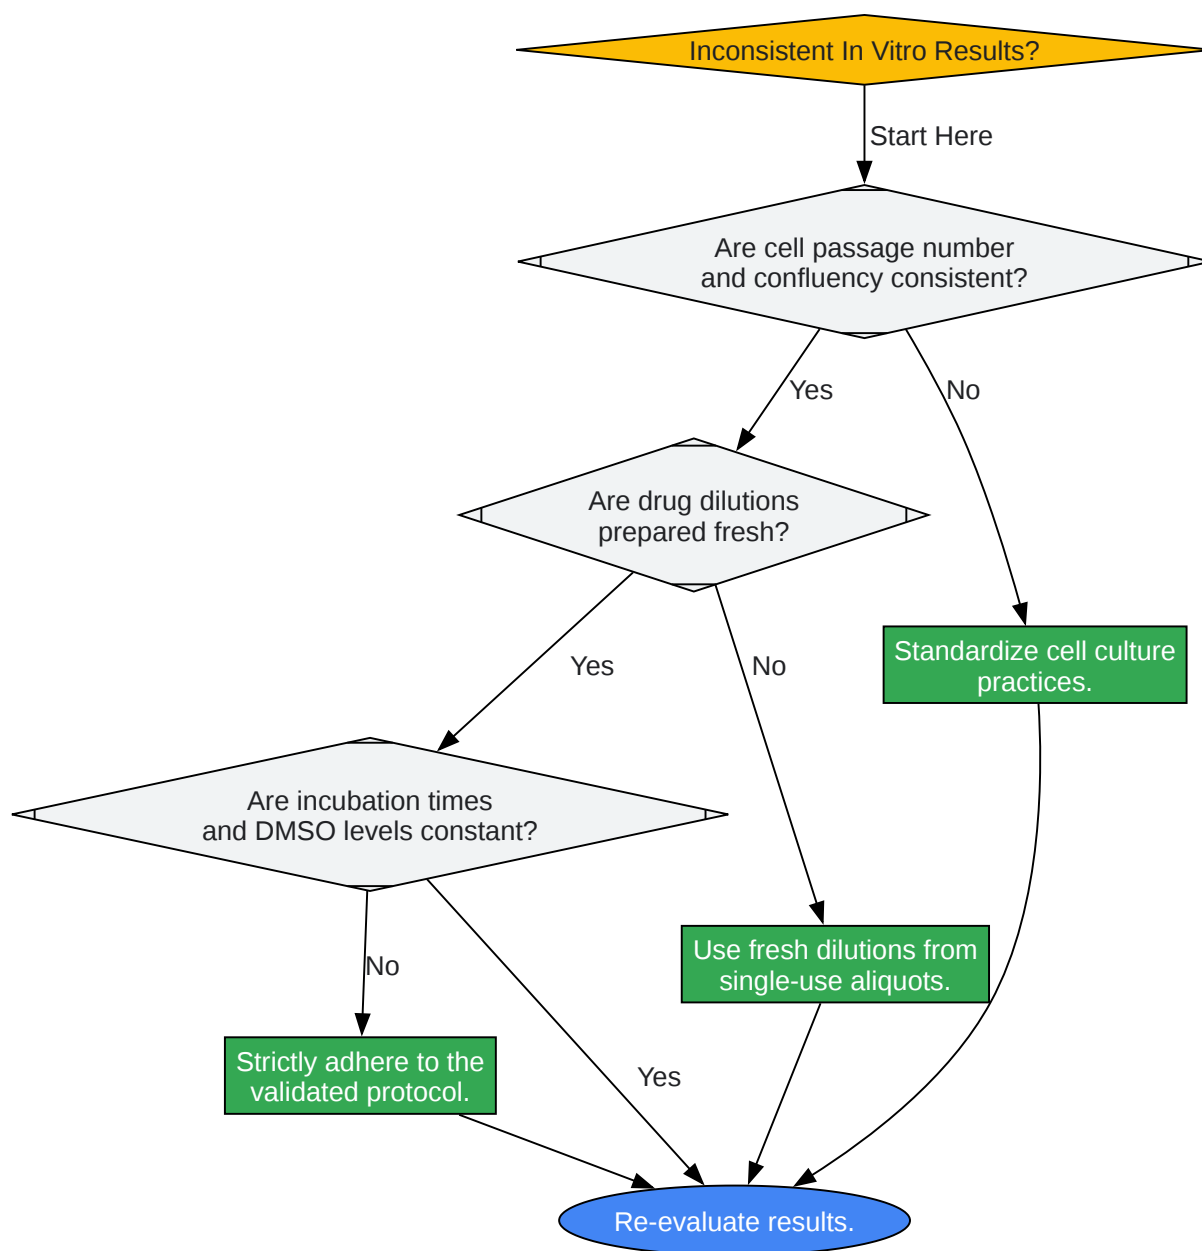 Inconsistent In Vitro Results?
Start Here
Are cell passage number
and confluency consistent?
Yes
No
Are drug dilutions
prepared fresh?
Yes
No
Standardize cell culture
practices.
Are incubation times
and DMSO levels constant?
No
Yes
Use fresh dilutions from
single-use aliquots.
Strictly adhere to the
validated protocol.
Re-evaluate results.